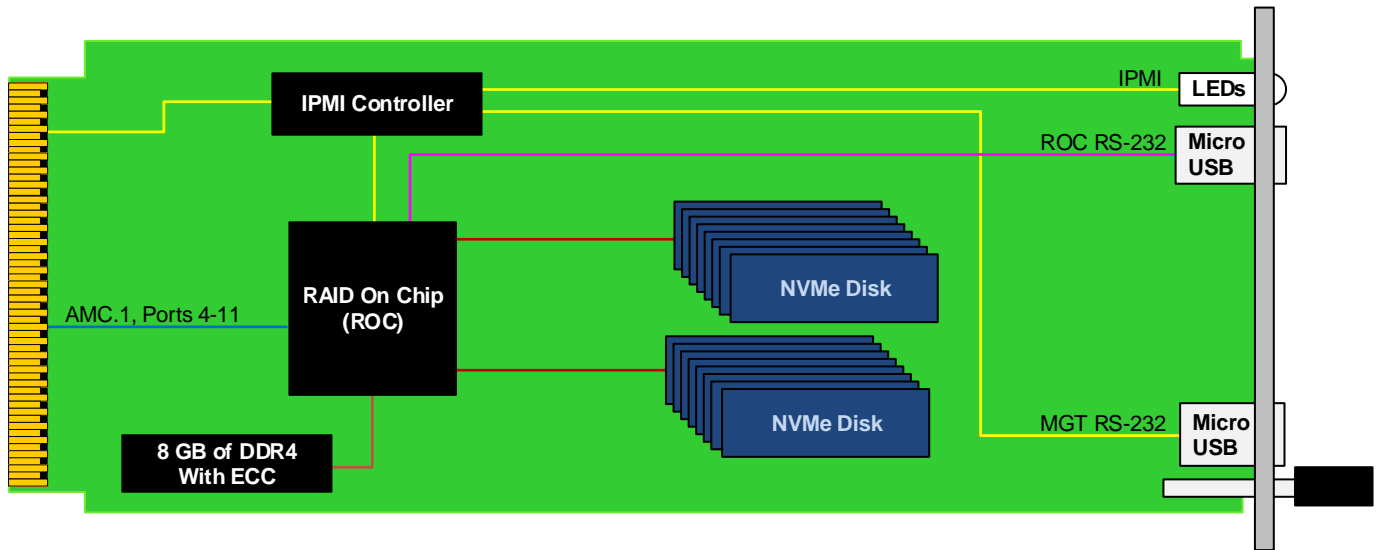 IPMI
LEDs
IPMI Controller
ROC RS-232
Micro
USB
RAID On Chip
(ROC)
NVMe Disk
AMC.1, Ports 4-11
NVMe Disk
MGT RS-232
Micro
USB
8 GB of DDR4
With ECC